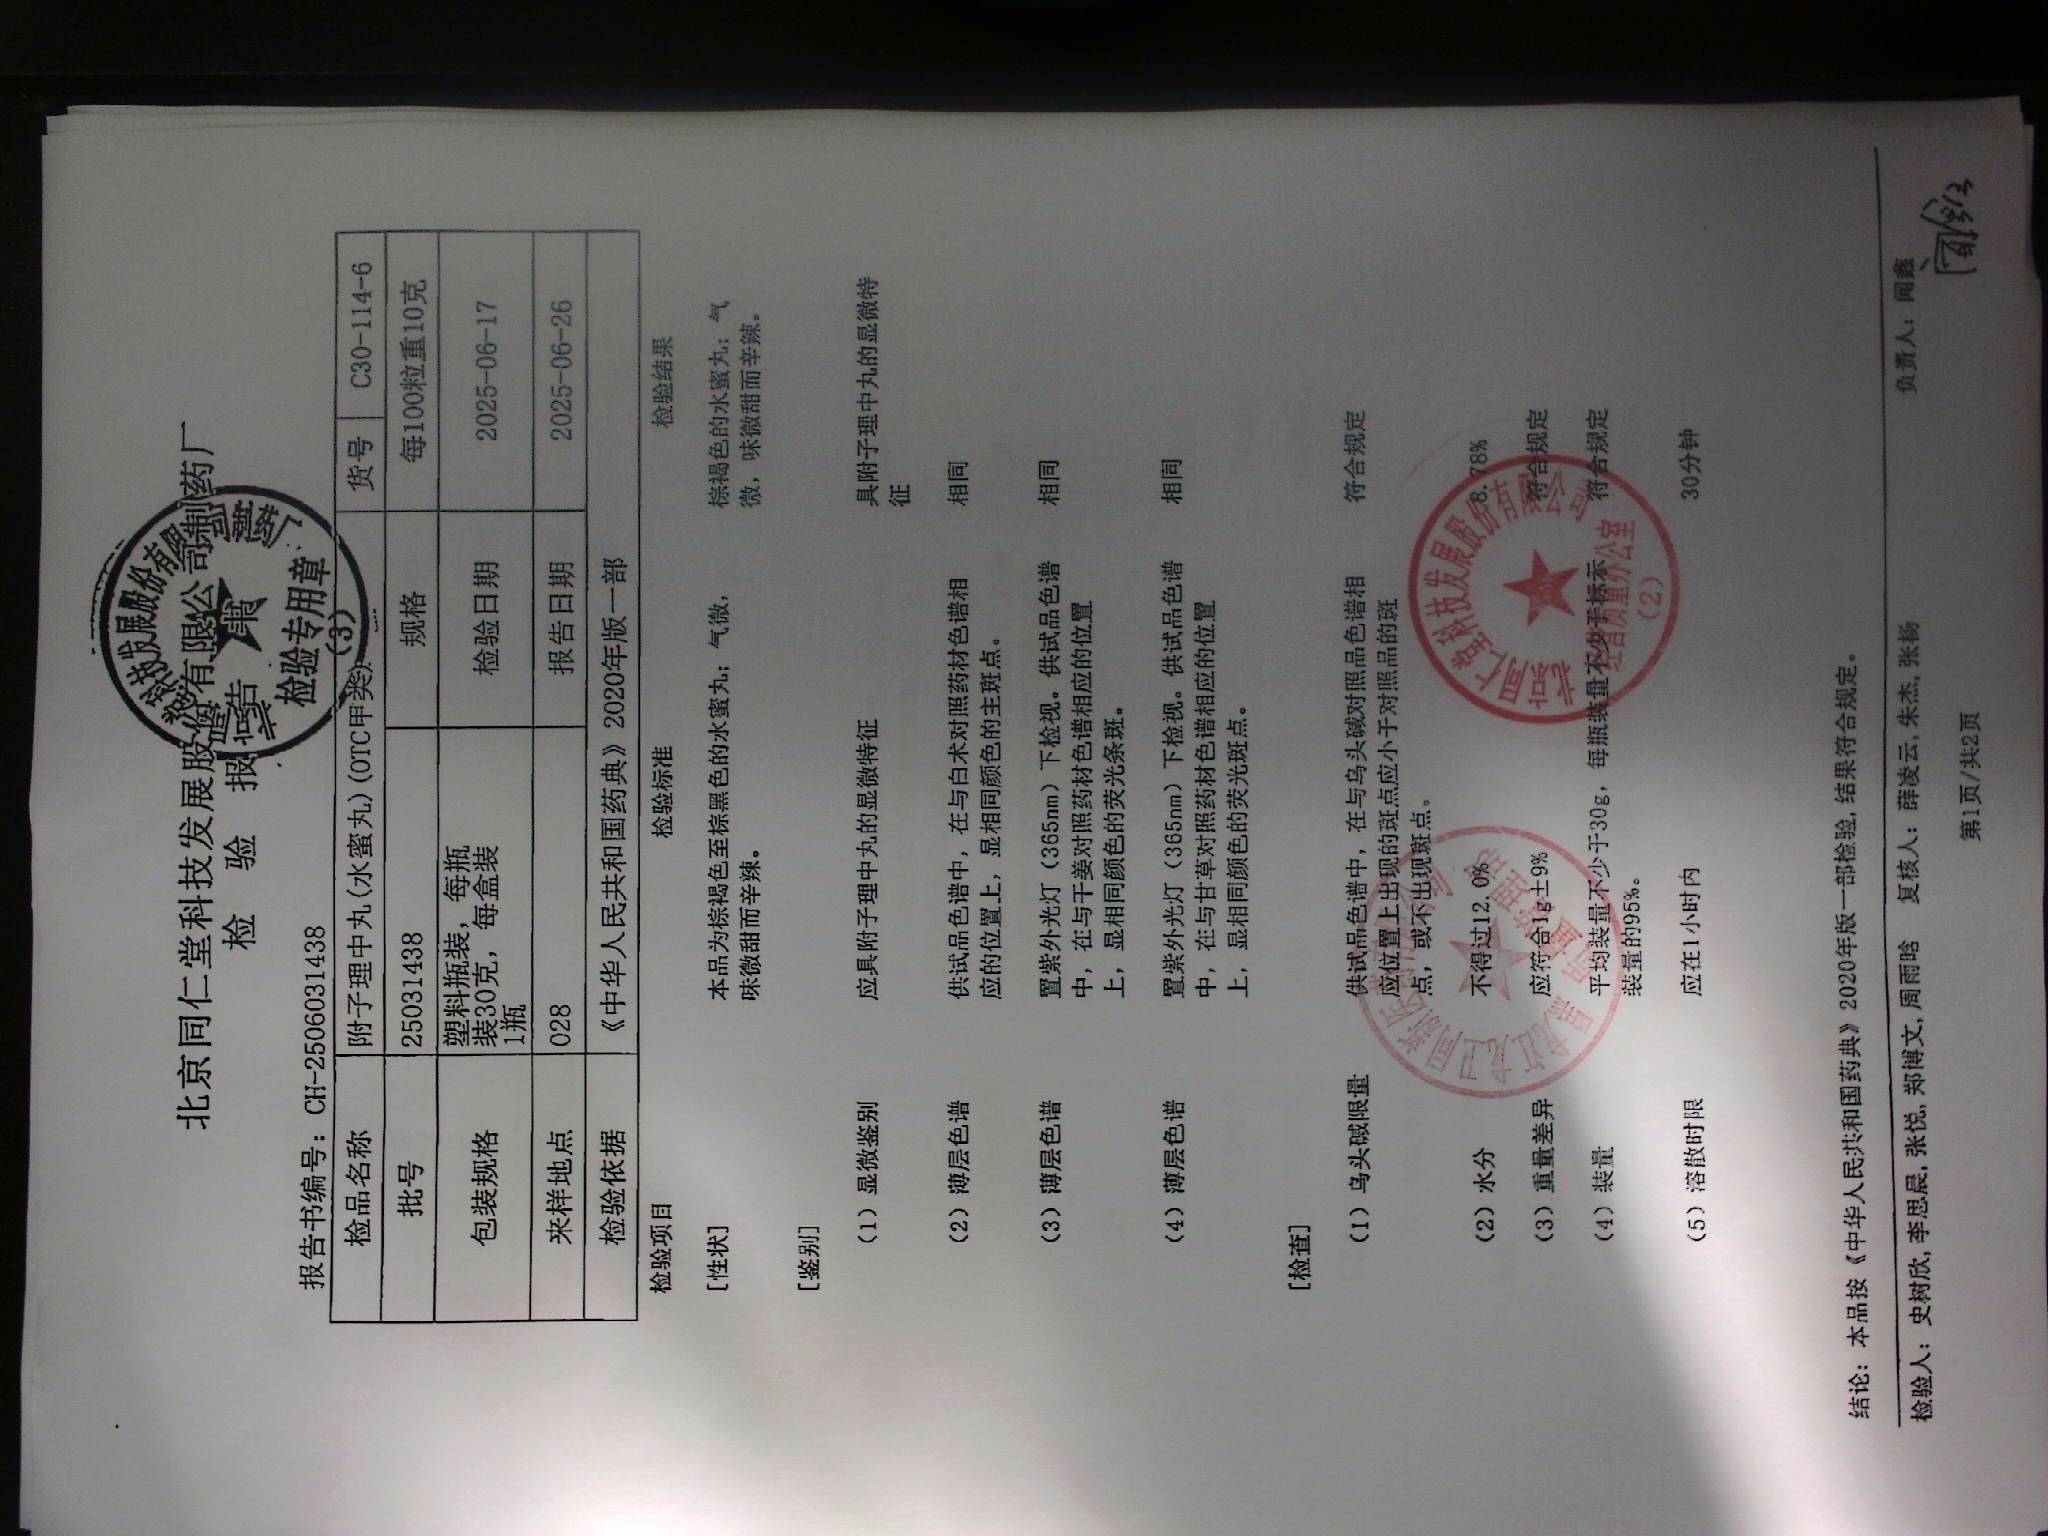 北京同仁堂科技发展股份有限公司制药厂
检 验 报 告
检验专用章
(3)
报告书编号：CH-2506031438
检品名称 附子理中丸(水蜜丸)(OTC甲类) 货号 C30-114-6
批号 25031438 规格 每100粒重10克
包装规格 塑料瓶装，每瓶装30克，每盒装1瓶 检验日期 2025-06-17
来样地点 028 报告日期 2025-06-26
检验依据 《中华人民共和国药典》2020年版一部
检验项目 检验标准 检验结果
[性状] 本品为棕褐色至棕黑色的水蜜丸；气微， 棕褐色的水蜜丸；气
味微甜而辛辣。 微，味微甜而辛辣。
[鉴别]
(1) 显微鉴别 应具附子理中丸的显微特征 具附子理中丸的显微特
征
(2) 薄层色谱 供试品色谱中，在与白术对照药材色谱相 相同
应的位置上，显相同颜色的主斑点。
(3) 薄层色谱 置紫外光灯（365nm）下检视。供试品色谱 相同
中，在与干姜对照药材色谱相应的位置
上，显相同颜色的荧光条斑。
(4) 薄层色谱 置紫外光灯（365nm）下检视。供试品色谱 相同
中，在与甘草对照药材色谱相应的位置
上，显相同颜色的荧光斑点。
[检查]
(1) 乌头碱限量 供试品色谱中，在与乌头碱对照品色谱相 符合规定
应位置上出现的斑点应小于对照品的斑
点，或不出现斑点。
(2) 水分 不得过12.0% 8.78%
(3) 重量差异 应符合1g±9% 符合规定
(4) 装量 平均装量不少于30g，每瓶装量不少于标示 符合规定
装量的95%。
(5) 溶散时限 应在1小时内 30分钟
科技发展股份有限公司
质量办公室
(2)
结论：本品按《中华人民共和国药典》2020年版一部检验，结果符合规定。
检验人：史树欣，李思晨，张悦，郑博文，周雨晗 复核人：薛凌云，朱杰，张杨 负责人：闻鑫
第1页/共2页